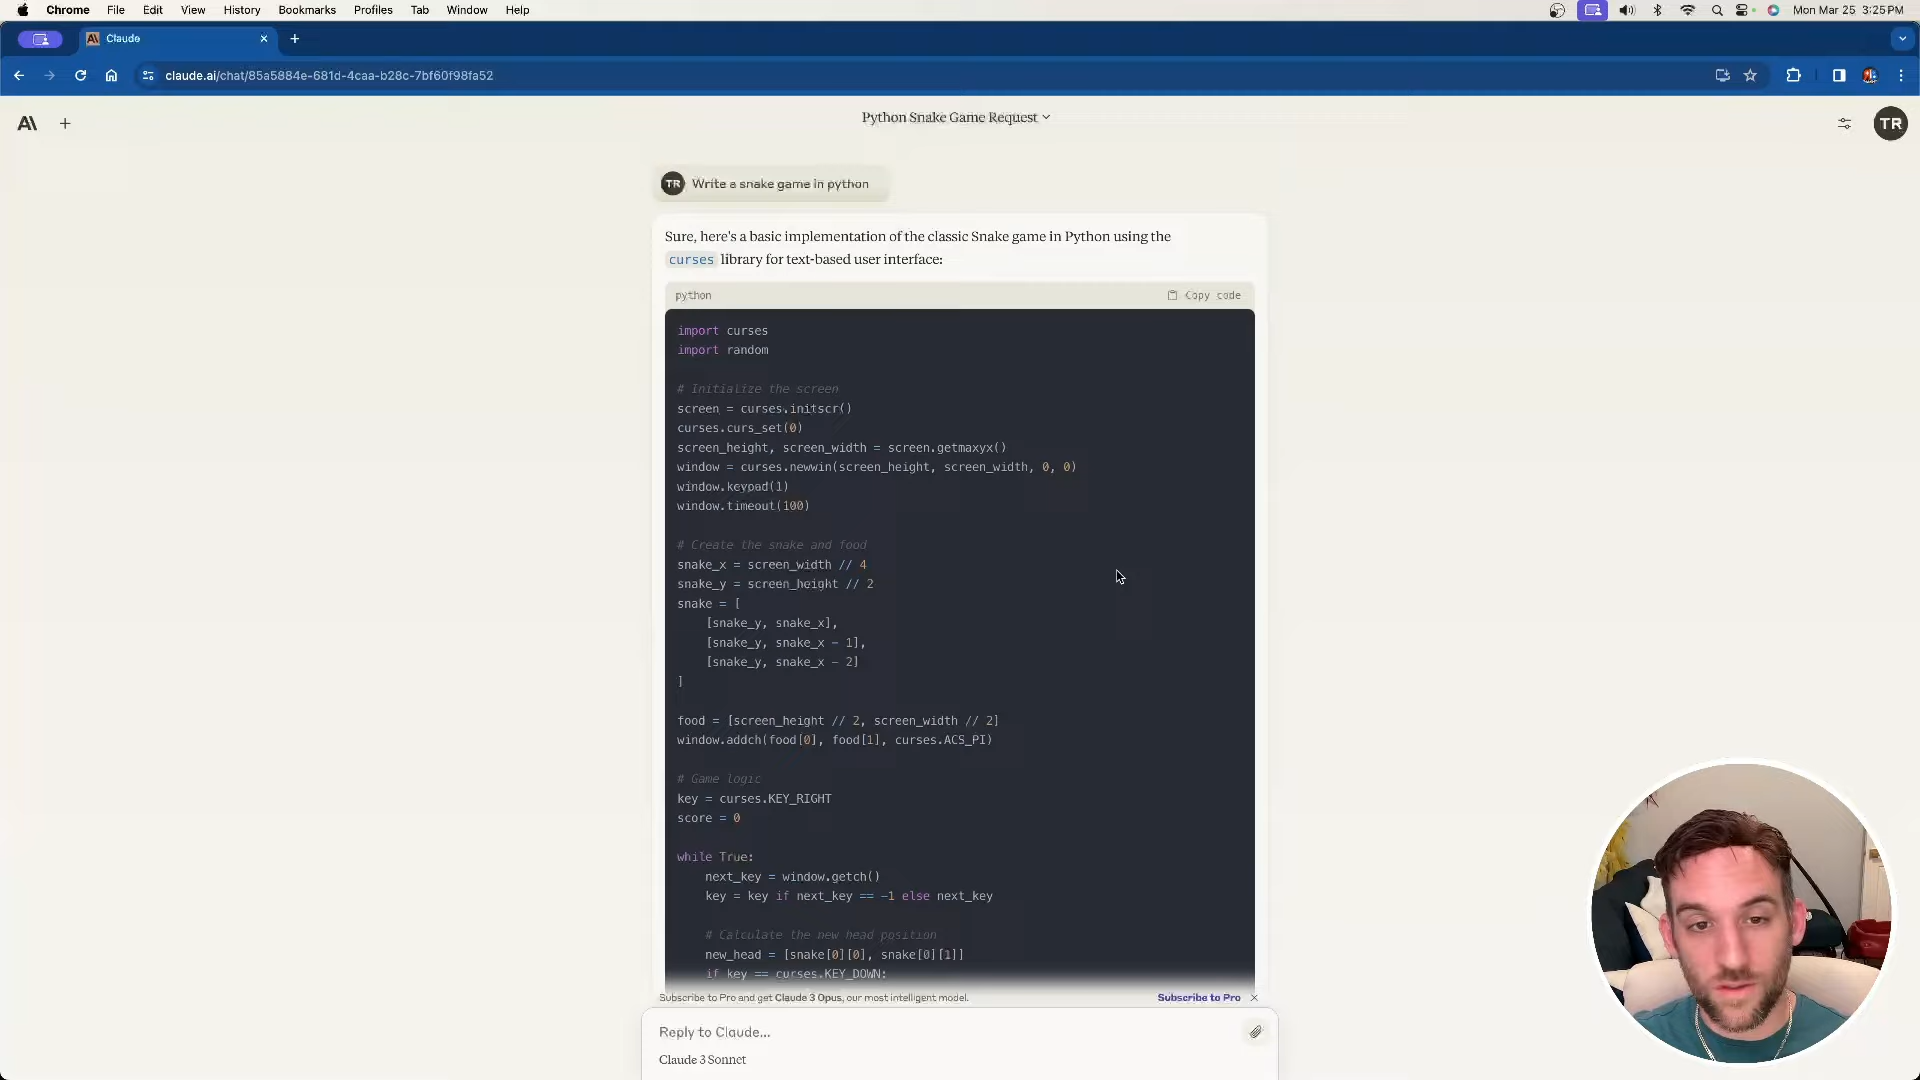 Chrome File Edit View History Bookmarks Profiles Tab Window Help Mon Mar 25 3:25 PM
Claude
claude.ai/chat/85a5884e-681d-4caa-b28c-7bf60f98fa52
Python Snake Game Request
TR
TR Write a snake game in python
Sure, here's a basic implementation of the classic Snake game in Python using the
curses library for text-based user interface:
python Copy code
import curses
import random
# Initialize the screen
screen = curses.initscr()
curses.curs_set(0)
screen_height, screen_width = screen.getmaxyx()
window = curses.newwin(screen_height, screen_width, 0, 0)
window.keypad(1)
window.timeout(100)
# Create the snake and food
snake_x = screen_width // 4
snake_y = screen_height // 2
snake = [
[snake_y, snake_x],
[snake_y, snake_x - 1],
[snake_y, snake_x - 2]
]
food = [screen_height // 2, screen_width // 2]
window.addch(food[0], food[1], curses.ACS_PI)
# Game logic
key = curses.KEY_RIGHT
score = 0
while True:
next_key = window.getch()
key = key if next_key == -1 else next_key
# Calculate the new head position
new_head = [snake[0][0], snake[0][1]]
if key == curses.KEY_DOWN:
Subscribe to Pro and get Claude 3 Opus, our most intelligent model. Subscribe to Pro
Reply to Claude...
Claude 3 Sonnet